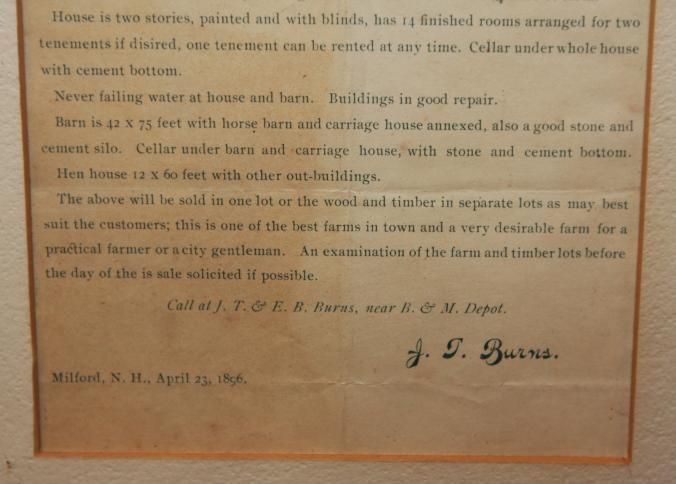 House is two stories, painted and with blinds, has 14 finished rooms arranged for two
tenements if disired, one tenement can be rented at any time. Cellar under whole house
with cement bottom.
Never failing water at house and barn. Buildings in good repair.
Barn is 42 x 75 feet with horse barn and carriage house annexed, also a good stone and
cement silo. Cellar under barn and carriage house, with stone and cement bottom.
Hen house 12 x 60 feet with other out-buildings.
The above will be sold in one lot or the wood and timber in separate lots as may best
suit the customers; this is one of the best farms in town and a very desirable farm for a
practical farmer or a city gentleman. An examination of the farm and timber lots before
the day of the is sale solicited if possible.
Call at J. T. & E. B. Burns, near B. & M. Depot.
J. T. Burns.
Milford, N. H., April 23, 1896.